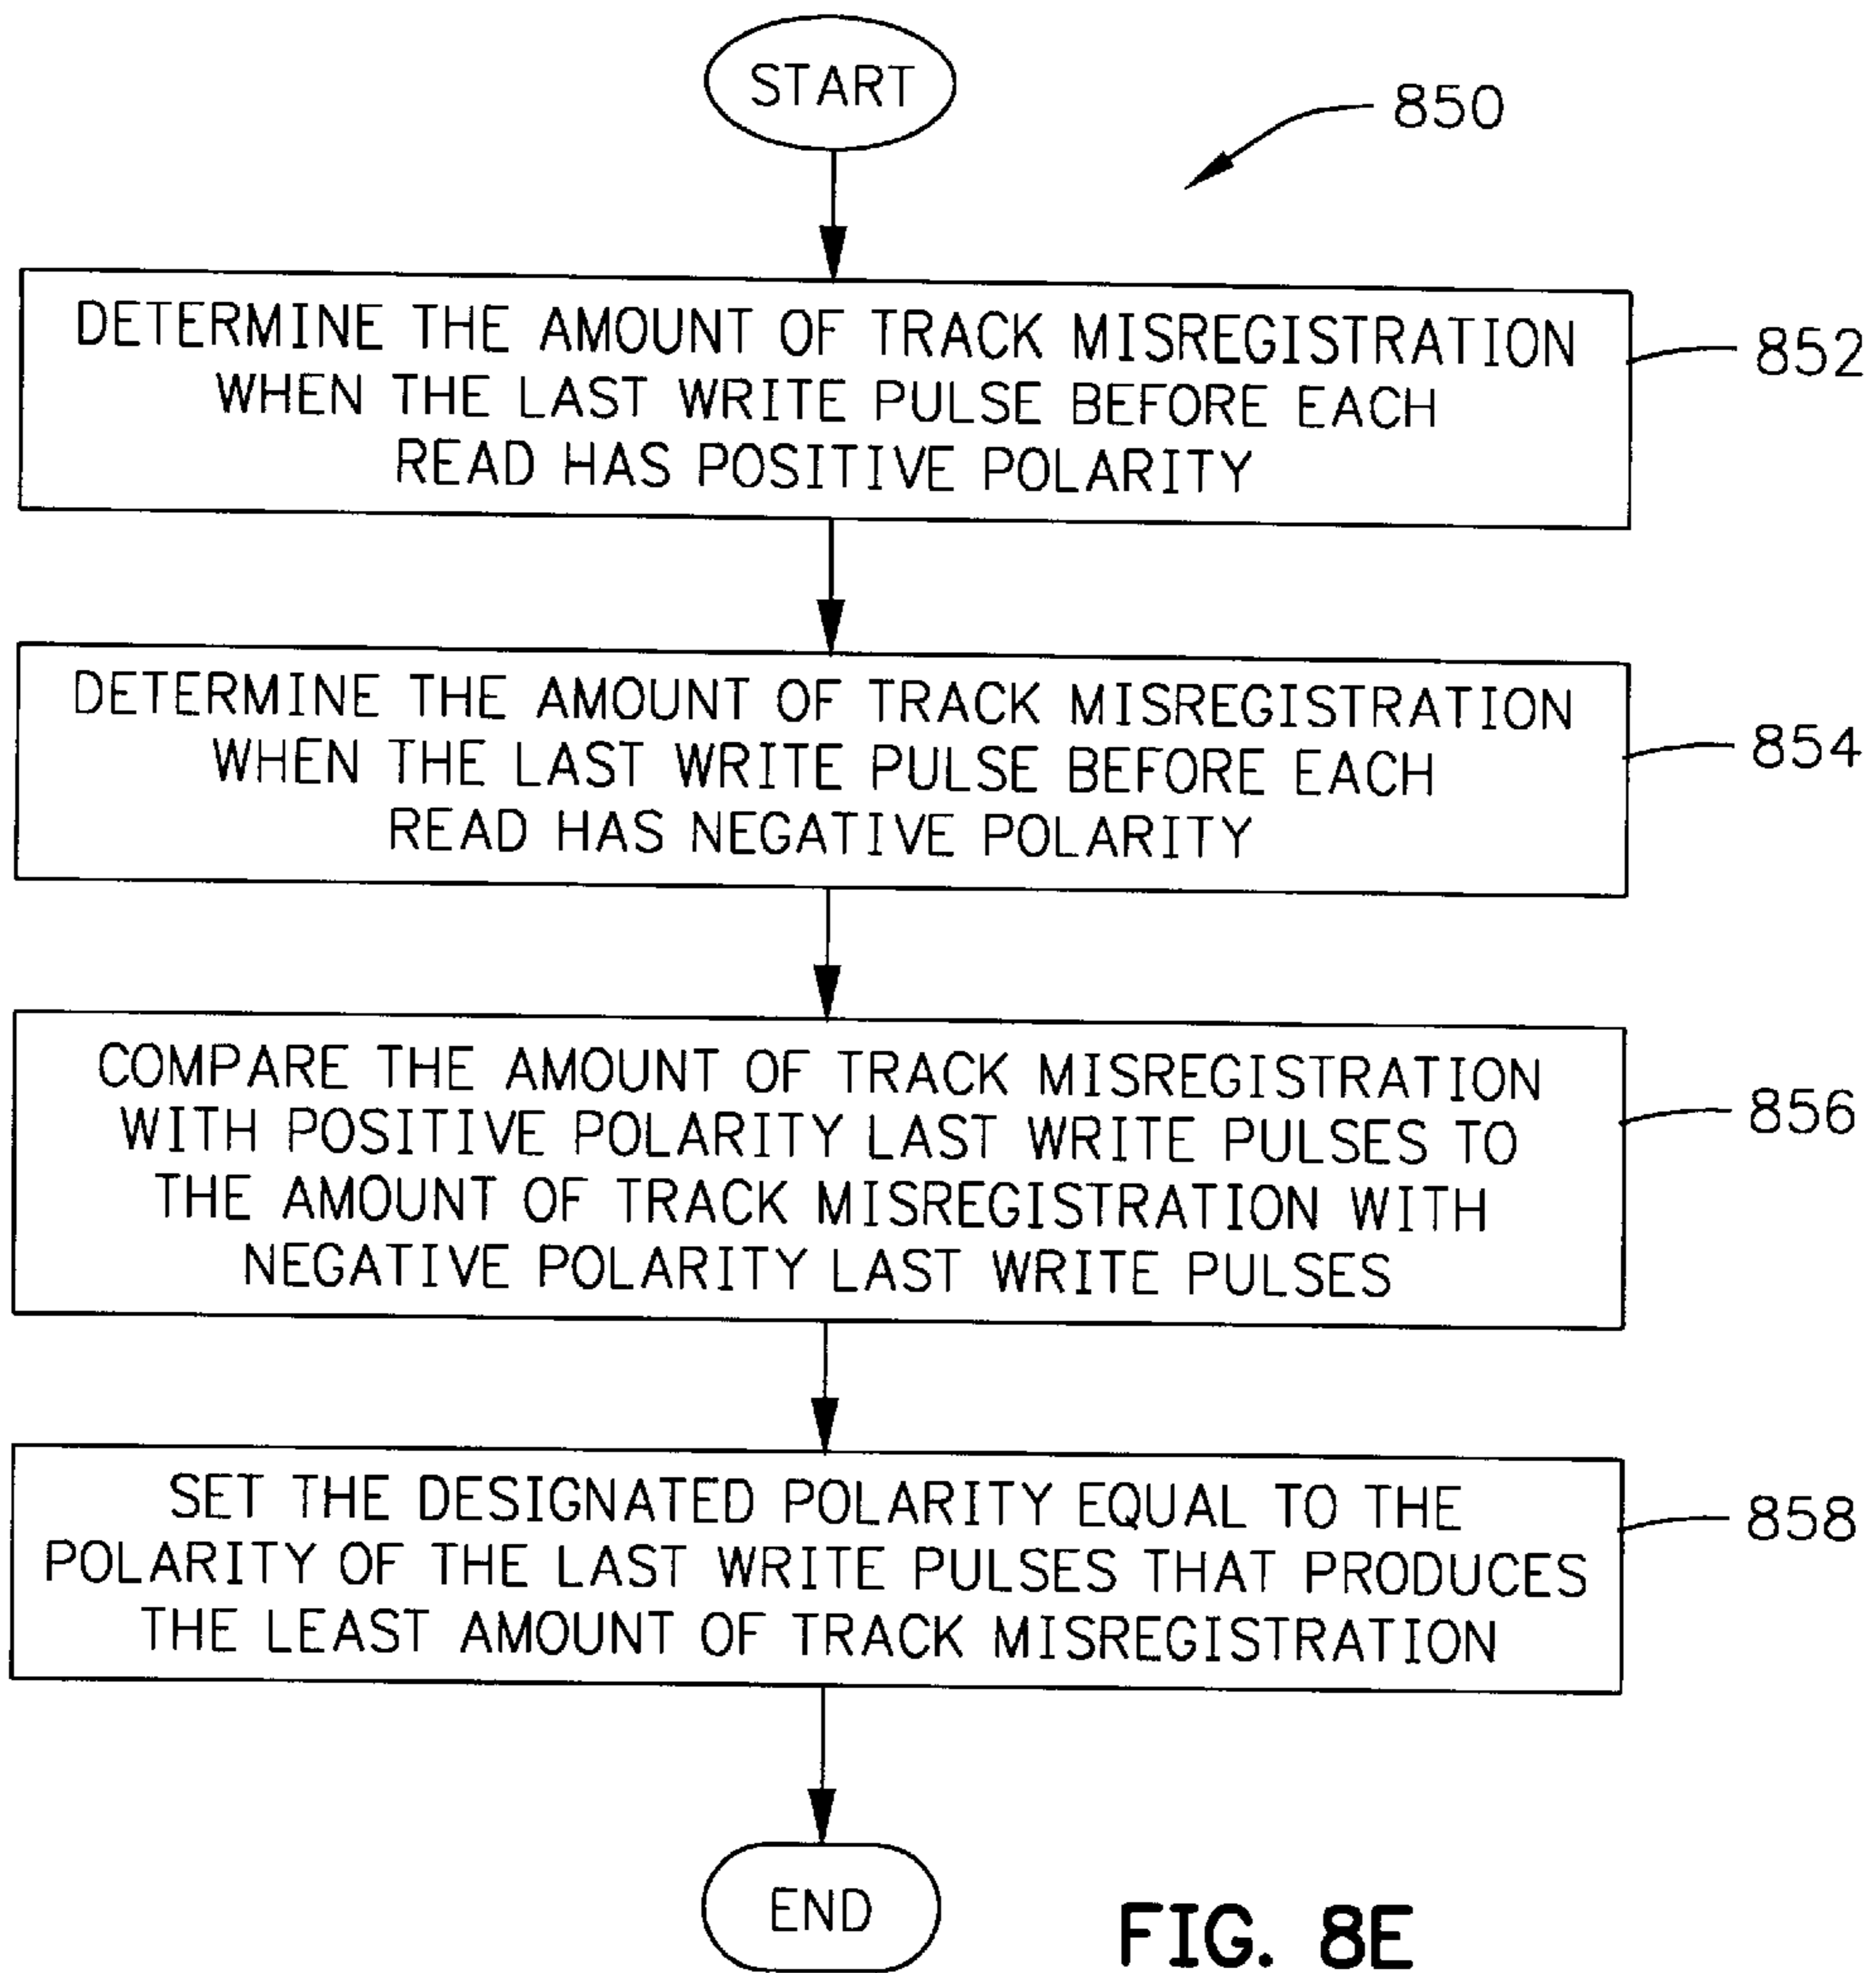 START
850
DETERMINE THE AMOUNT OF TRACK MISREGISTRATION
WHEN THE LAST WRITE PULSE BEFORE EACH
READ HAS POSITIVE POLARITY
852
DETERMINE THE AMOUNT OF TRACK MISREGISTRATION
WHEN THE LAST WRITE PULSE BEFORE EACH
READ HAS NEGATIVE POLARITY
854
COMPARE THE AMOUNT OF TRACK MISREGISTRATION
WITH POSITIVE POLARITY LAST WRITE PULSES TO
THE AMOUNT OF TRACK MISREGISTRATION WITH
NEGATIVE POLARITY LAST WRITE PULSES
856
SET THE DESIGNATED POLARITY EQUAL TO THE
POLARITY OF THE LAST WRITE PULSES THAT PRODUCES
THE LEAST AMOUNT OF TRACK MISREGISTRATION
858
END
FIG. 8E